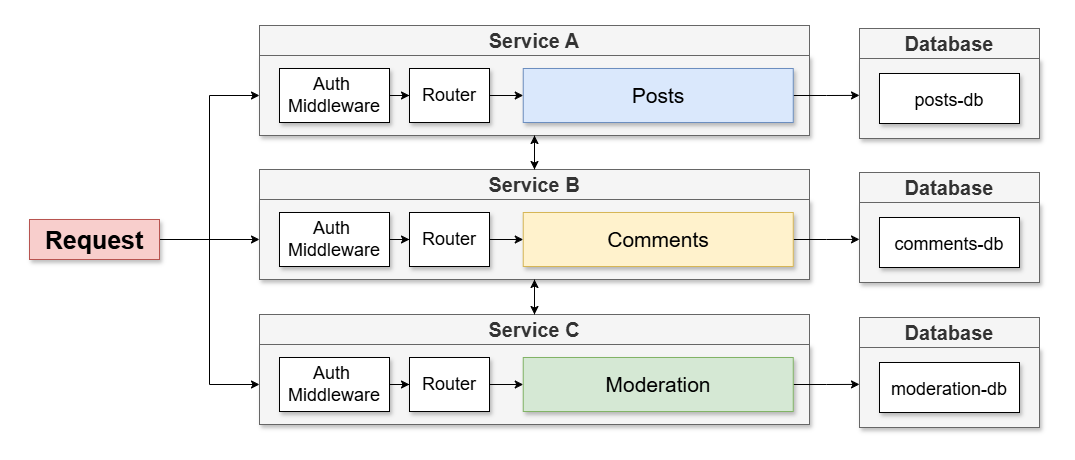 Service A
Auth
Middleware
Router
Posts
Database
posts-db
Request
Service B
Auth
Middleware
Router
Comments
Database
comments-db
Service C
Auth
Middleware
Router
Moderation
Database
moderation-db